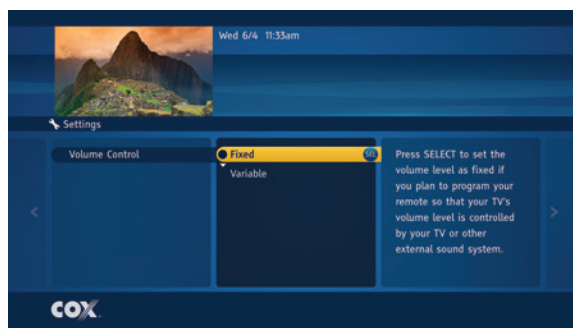 Wed 6/4 11:33am
Settings
Volume Control
Fixed
SEL
Variable
Press SELECT to set the
volume level as fixed if
you plan to program your
remote so that your TV's
volume level is controlled
by your TV or other
external sound system.
COX